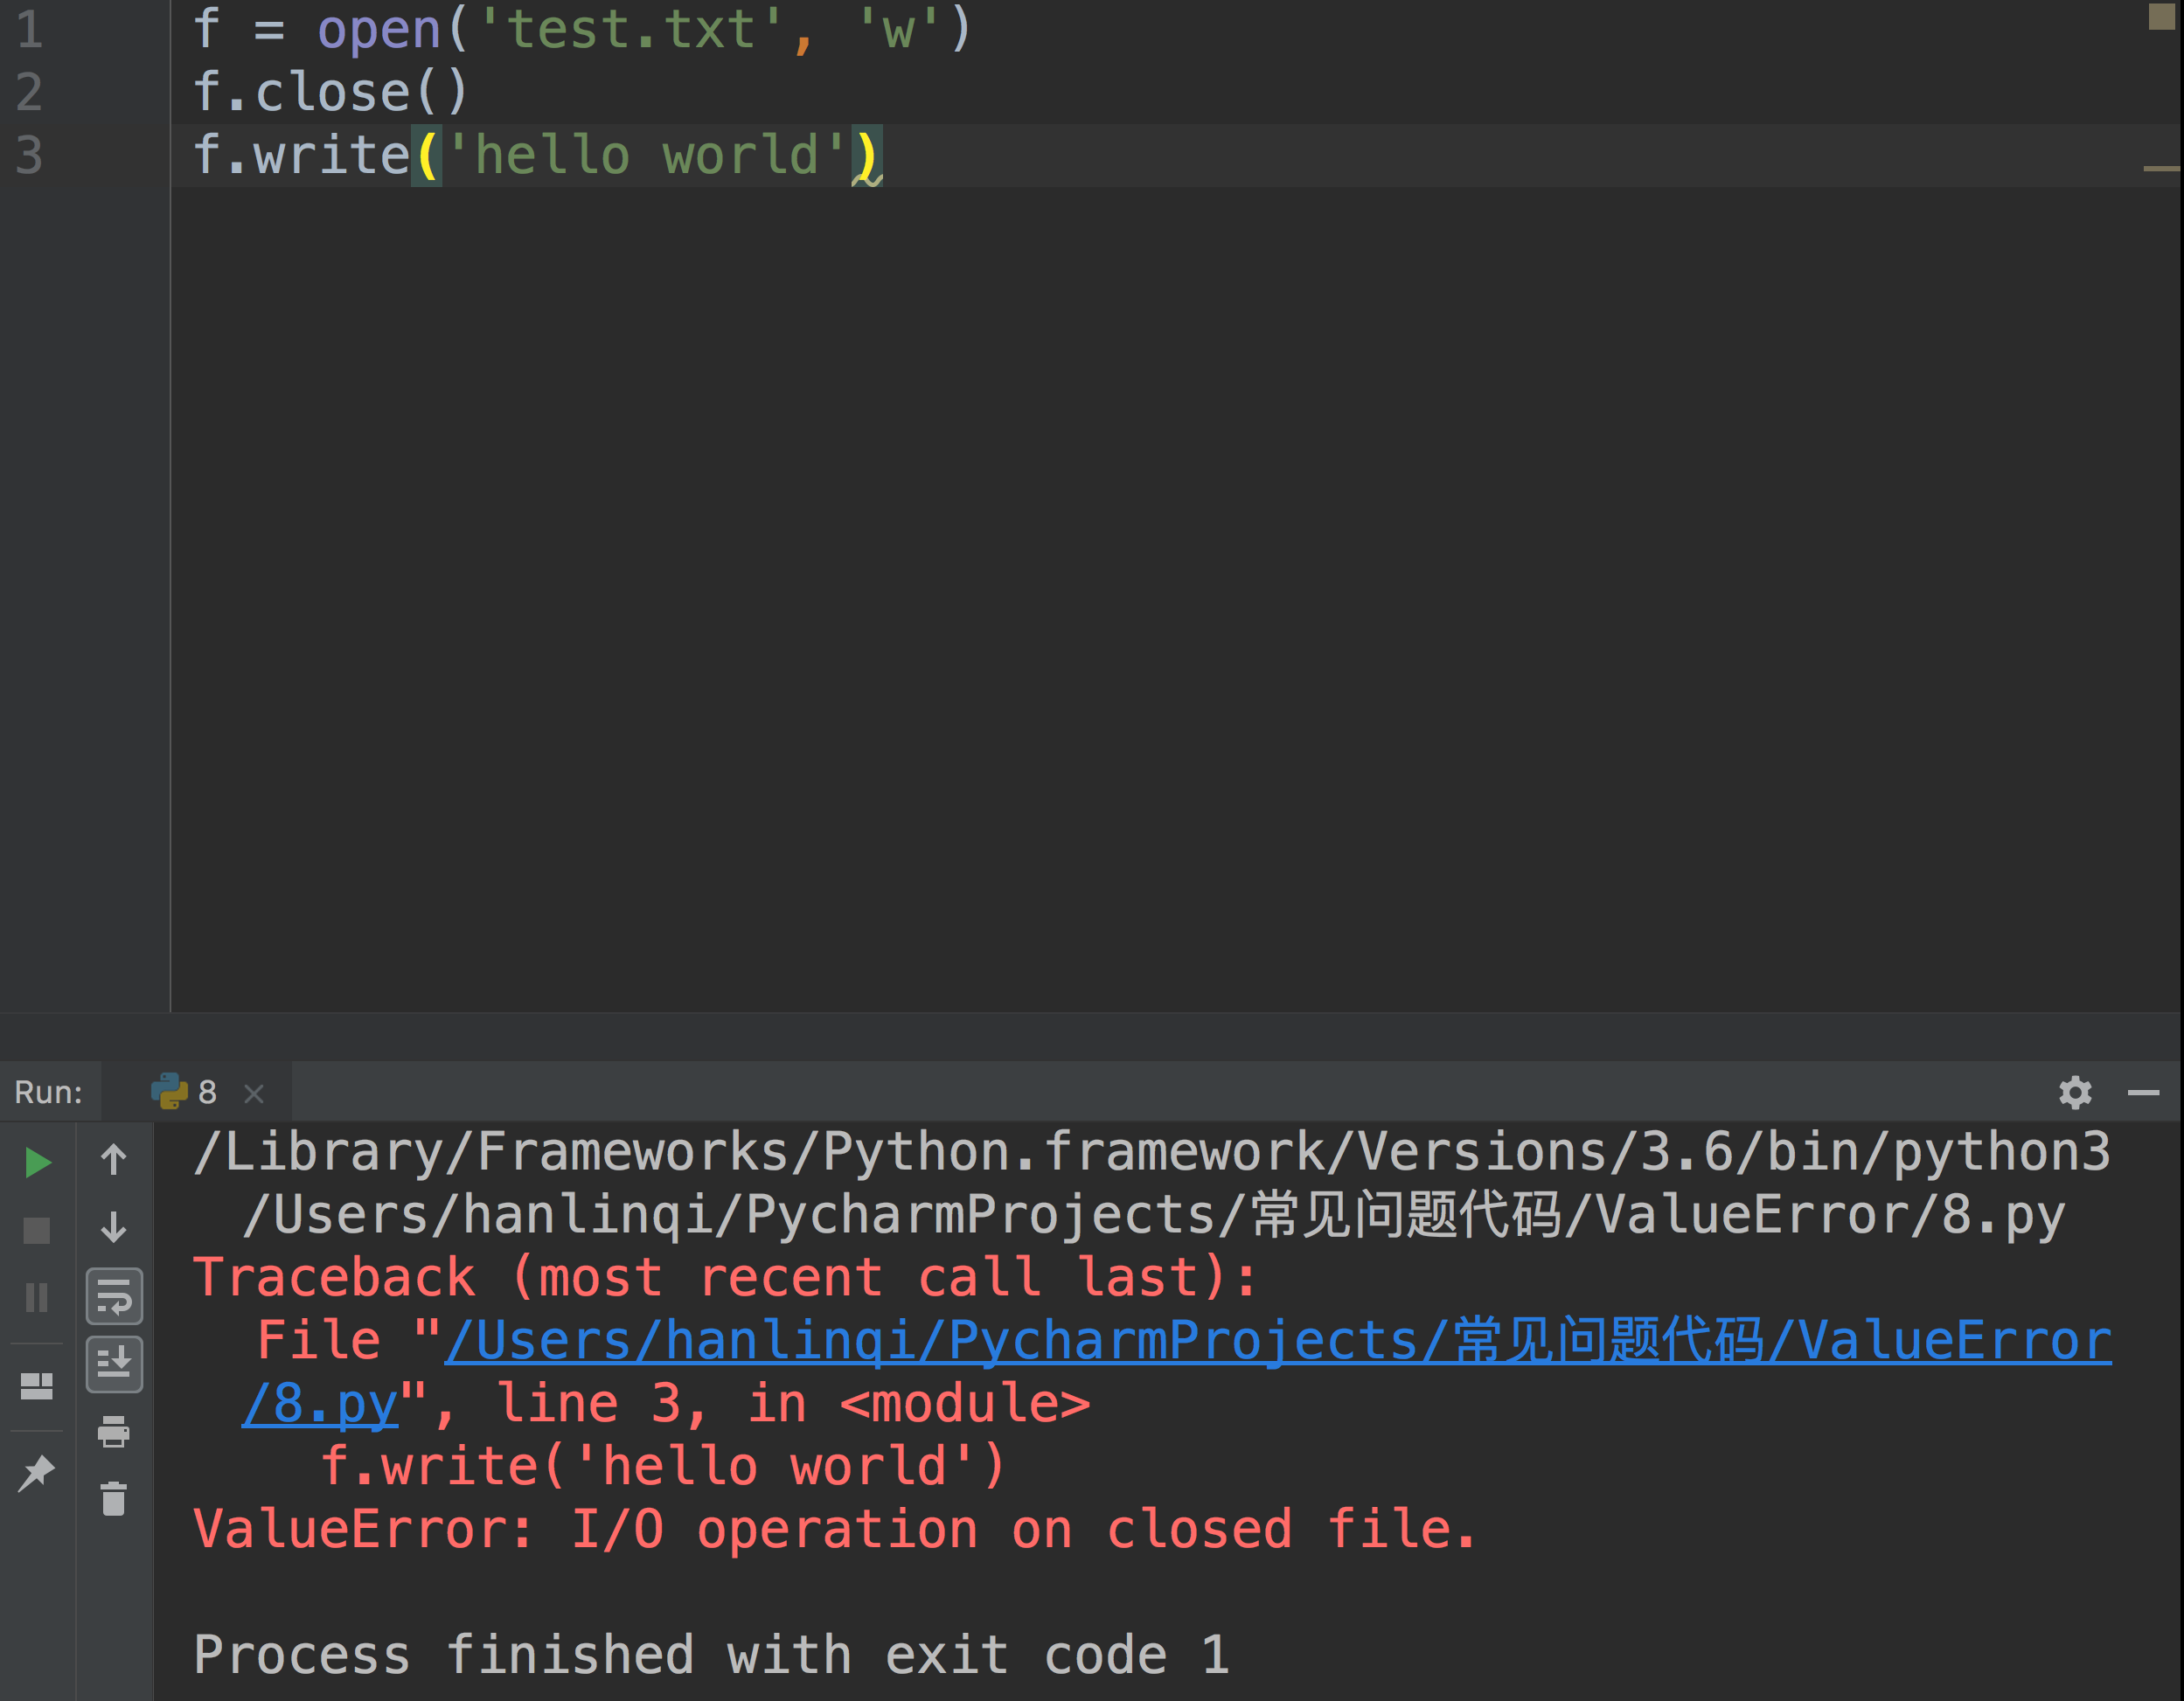 1 f = open('test.txt', 'w')
2 f.close()
3 f.write('hello world')
Run: 8
/Library/Frameworks/Python.framework/Versions/3.6/bin/python3
/Users/hanlinqi/PycharmProjects/常见问题代码/ValueError/8.py
Traceback (most recent call last):
File "/Users/hanlinqi/PycharmProjects/常见问题代码/ValueError
/8.py", line 3, in <module>
f.write('hello world')
ValueError: I/O operation on closed file.
Process finished with exit code 1